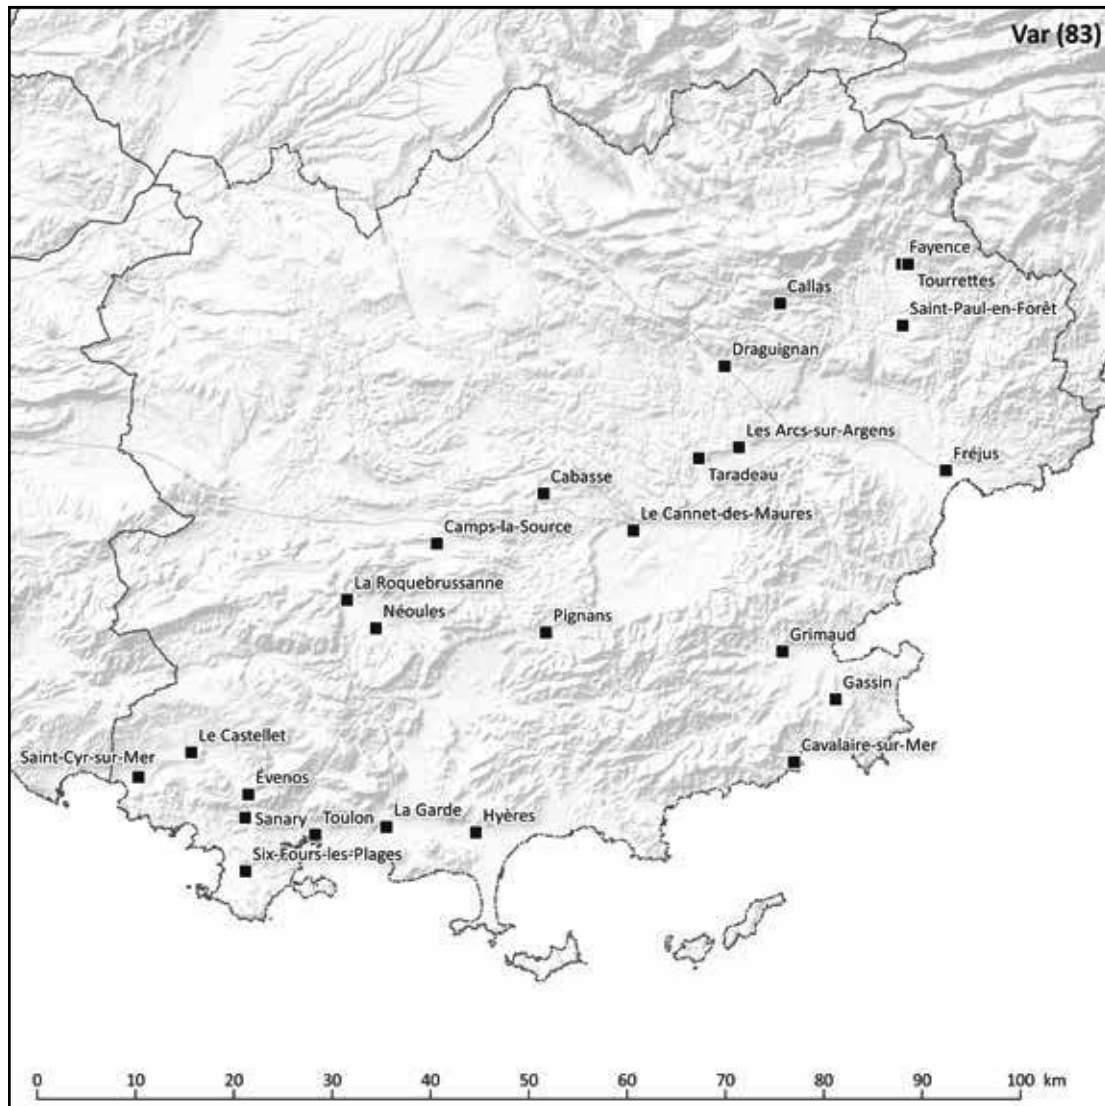 Var (83)
Fayence
Tourrettes
Callas
Saint-Paul-en-Forêt
Draguignan
Les Arcs-sur-Argens
Fréjus
Taradeau
Cabasse
Le Cannet-des-Maures
Camps-la-Source
La Roquebrussanne
Néoules
Pignans
Grimaud
Gassin
Le Castellet
Cavalaire-sur-Mer
Saint-Cyr-sur-Mer
Évenos
La Garde
Hyères
Sanary
Toulon
Six-Fours-les-Plages
0 10 20 30 40 50 60 70 80 90 100 km